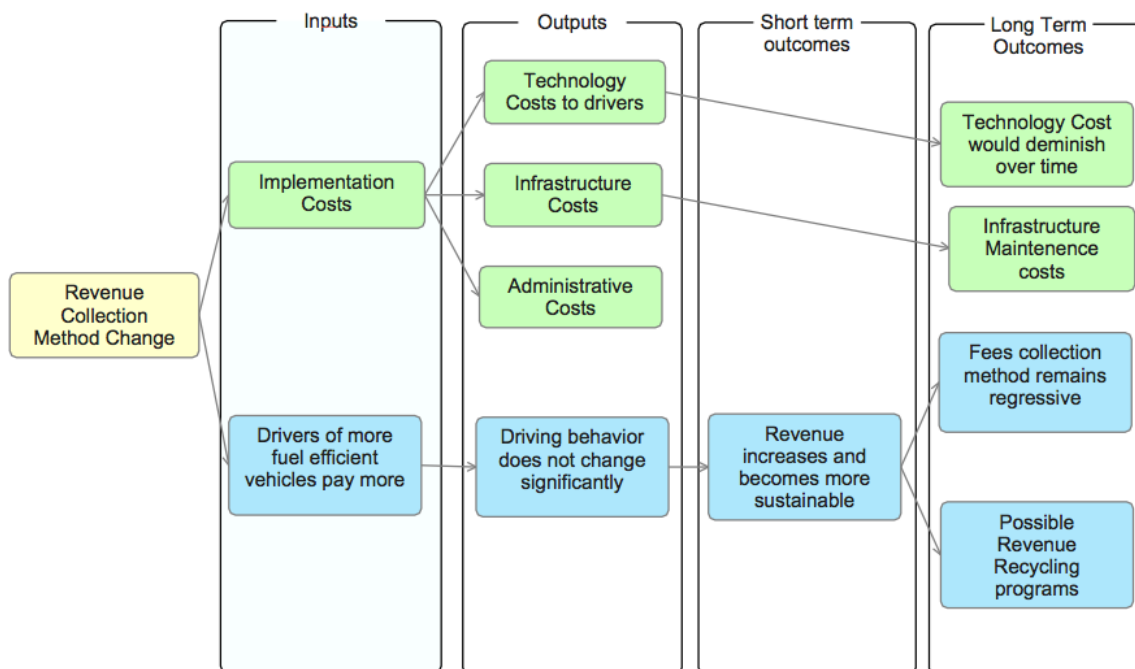 Inputs
Outputs
Short term
outcomes
Long Term
Outcomes
Technology
Costs to drivers
Technology Cost
would deminish
over time
Implementation
Costs
Infrastructure
Costs
Infrastructure
Maintenence
costs
Administrative
Costs
Revenue
Collection
Method Change
Fees collection
method remains
regressive
Drivers of more
fuel efficient
vehicles pay more
Driving behavior
does not change
significantly
Revenue
increases and
becomes more
sustainable
Possible
Revenue
Recycling
programs